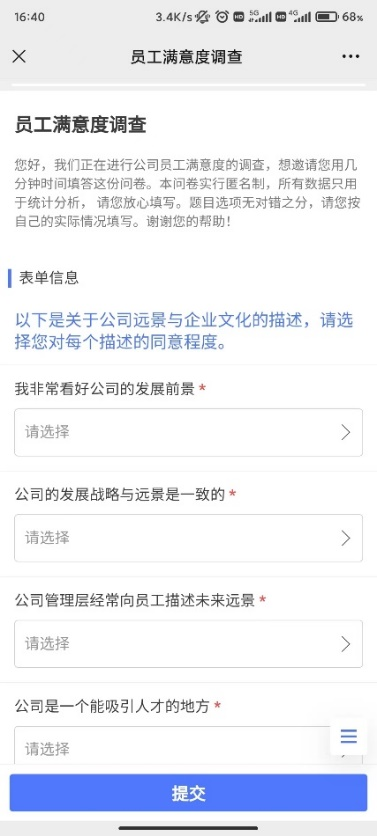 16:40
3.4K/s HD 5G HD 4G 68%
员工满意度调查
员工满意度调查
您好，我们正在进行公司员工满意度的调查，想邀请您用几
分钟时间填答这份问卷。本问卷实行匿名制，所有数据只用
于统计分析， 请您放心填写。题目选项无对错之分，请您按
自己的实际情况填写。谢谢您的帮助！
表单信息
以下是关于公司远景与企业文化的描述，请选
择您对每个描述的同意程度。
我非常看好公司的发展前景 *
请选择
公司的发展战略与远景是一致的 *
请选择
公司管理层经常向员工描述未来远景 *
请选择
公司是一个能吸引人才的地方 *
请选择
提交